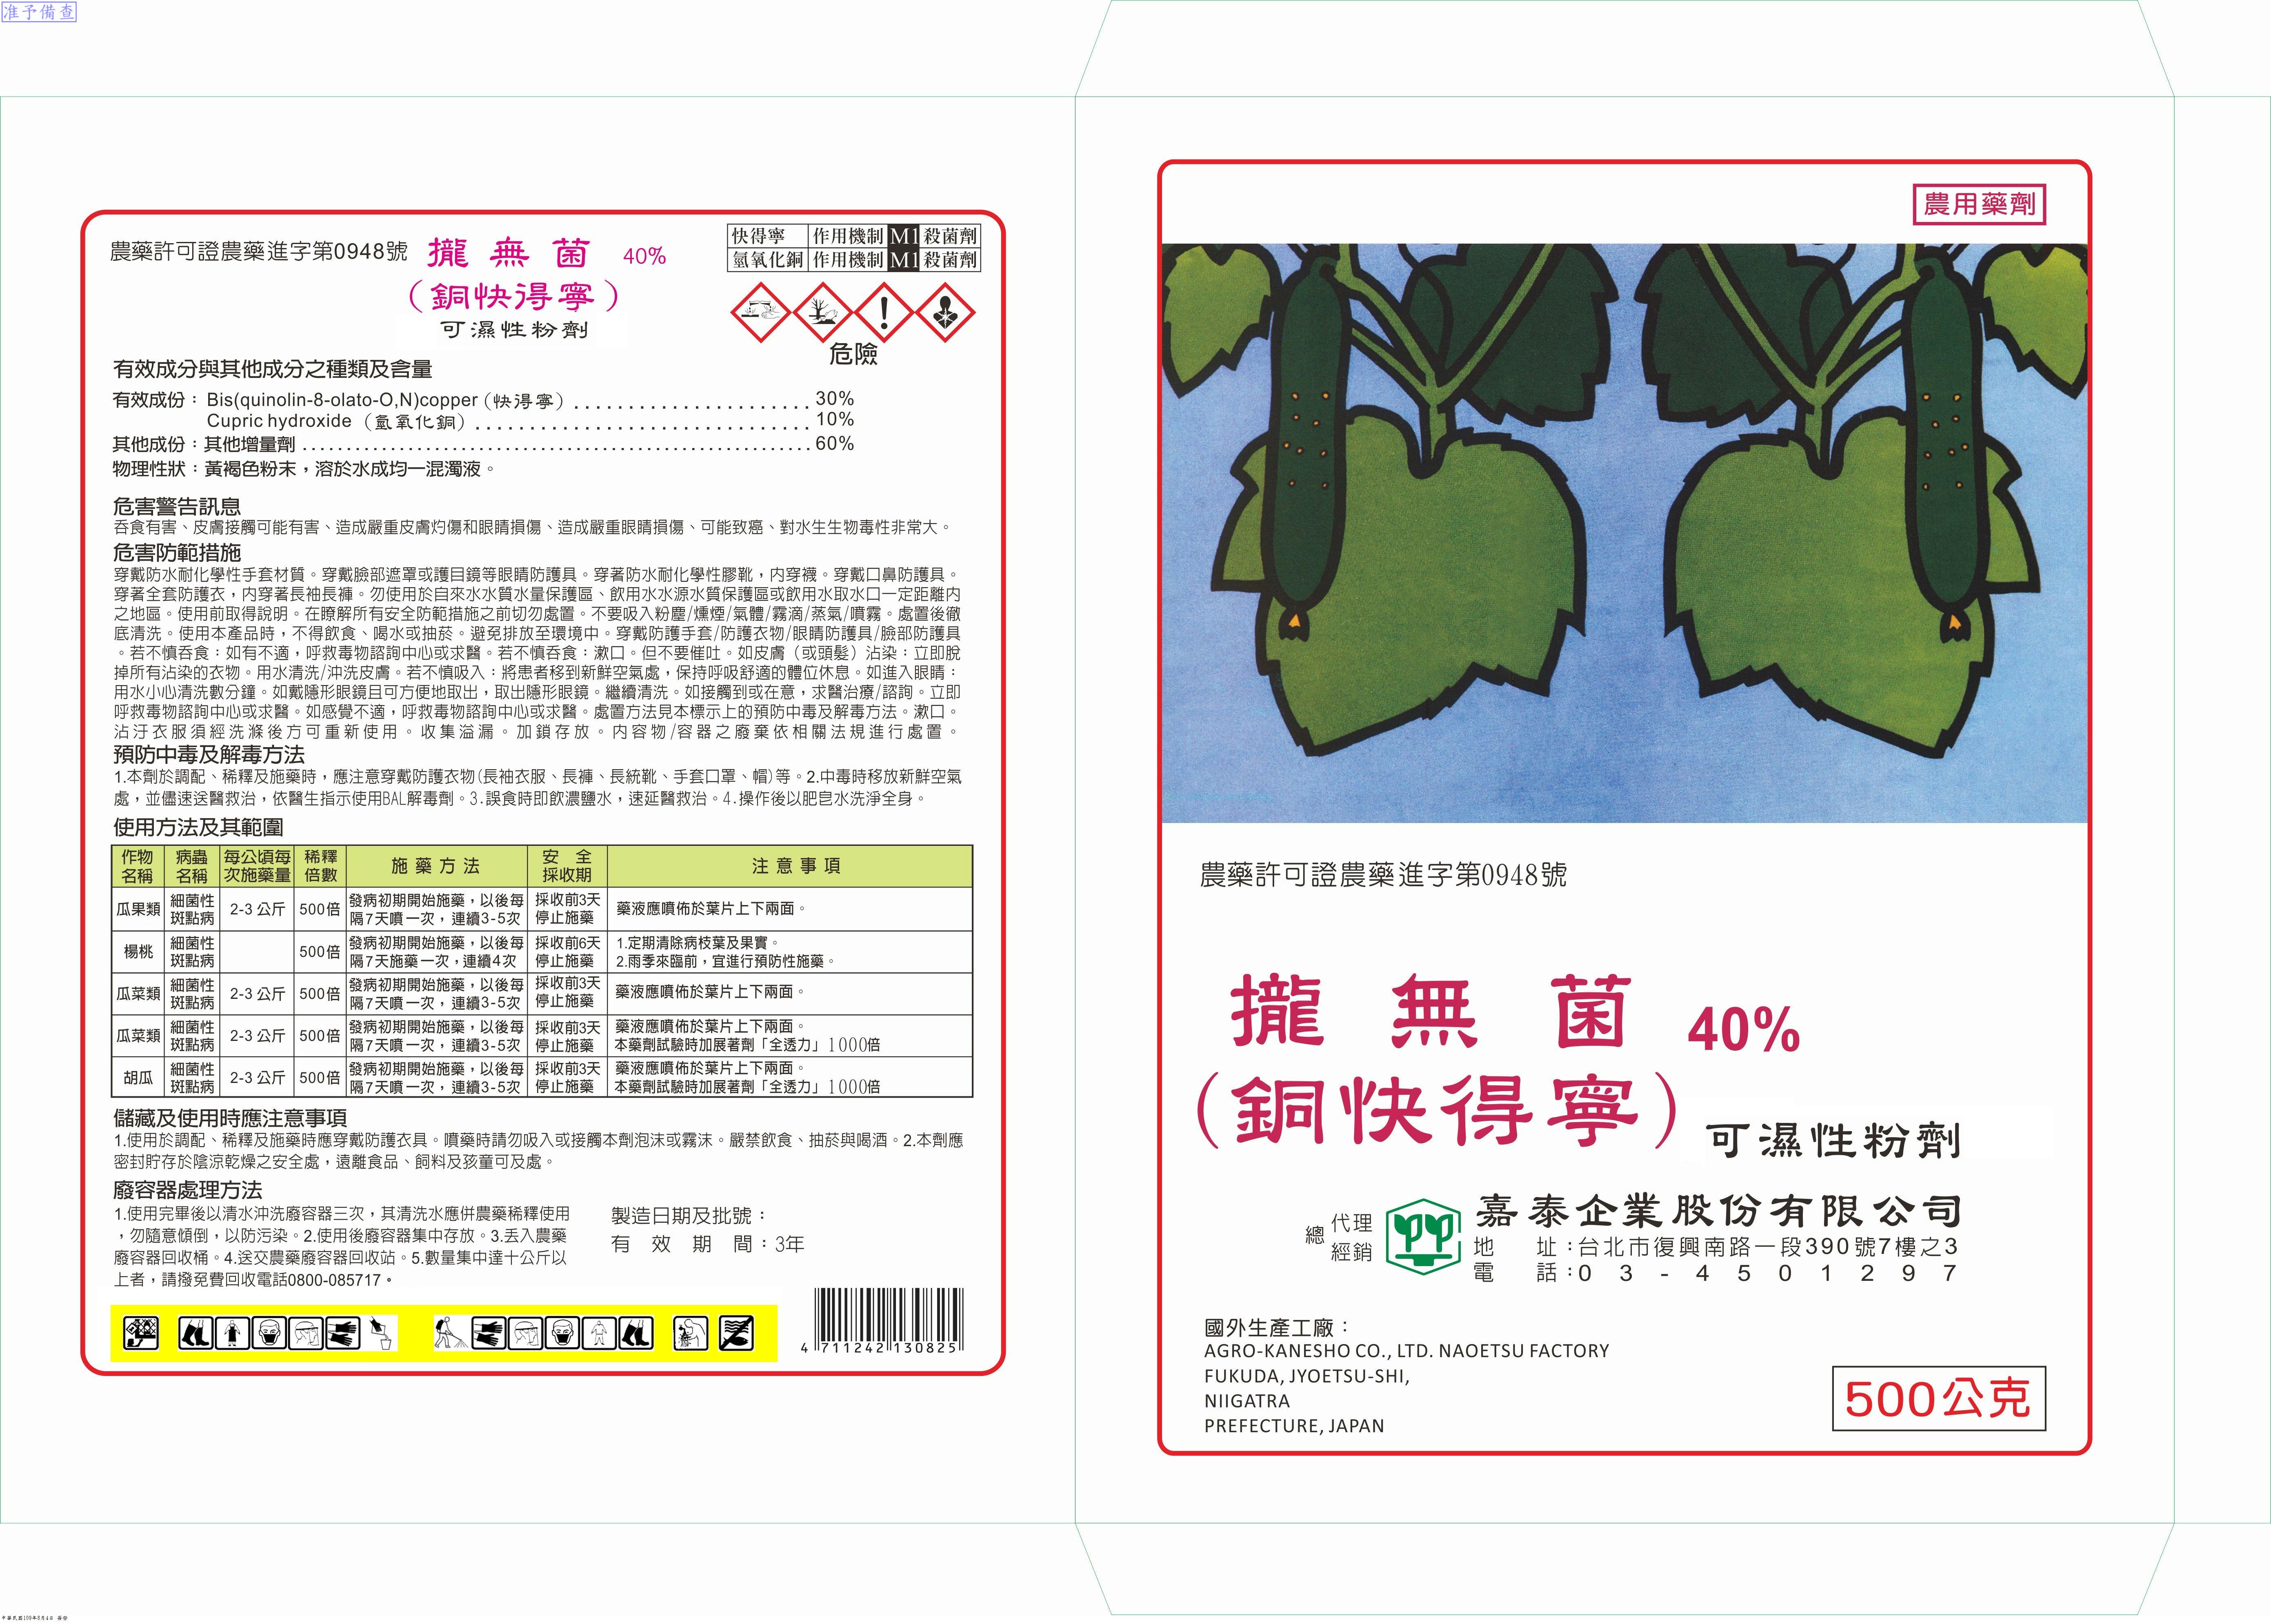 准予備查
農藥許可證農藥進字第0948號
攏無菌 40%
(銅快得寧)
可濕性粉劑
快得寧 作用機制 M1 殺菌劑
氫氧化銅 作用機制 M1 殺菌劑
危險
有效成分與其他成分之種類及含量
有效成份：Bis(quinolin-8-olato-O,N)copper (快得寧) ........................ 30%
Cupric hydroxide (氫氧化銅) .................................. 10%
其他成份：其他增量劑 .................................................... 60%
物理性狀：黃褐色粉末，溶於水成均一混濁液。
危害警告訊息
吞食有害、皮膚接觸可能有害、造成嚴重皮膚灼傷和眼睛損傷、造成嚴重眼睛損傷、可能致癌、對水生生物毒性非常大。
危害防範措施
穿戴防水耐化學性手套材質。穿戴臉部遮罩或護目鏡等眼睛防護具。穿著防水耐化學性膠靴，內穿襪。穿戴口鼻防護具。
穿著全套防護衣，內穿著長袖長褲。勿使用於自來水水質水量保護區、飲用水水源水質保護區或飲用水取水口一定距離內
之地區。使用前取得說明。在瞭解所有安全防範措施之前切勿處置。不要吸入粉塵/燻煙/氣體/霧滴/蒸氣/噴霧。處置後徹
底清洗。使用本產品時，不得飲食、喝水或抽菸。避免排放至環境中。穿戴防護手套/防護衣物/眼睛防護具/臉部防護具
。若不慎吞食：如有不適，呼救毒物諮詢中心或求醫。若不慎吞食：漱口。但不要催吐。如皮膚（或頭髮）沾染：立即脫
掉所有沾染的衣物。用水清洗/沖洗皮膚。若不慎吸入：將患者移到新鮮空氣處，保持呼吸舒適的體位休息。如進入眼睛：
用水小心清洗數分鐘。如戴隱形眼鏡且可方便地取出，取出隱形眼鏡。繼續清洗。如接觸到或在意，求醫治療/諮詢。立即
呼救毒物諮詢中心或求醫。如感覺不適，呼救毒物諮詢中心或求醫。處置方法見本標示上的預防中毒及解毒方法。漱口。
沾汙衣服須經洗滌後方可重新使用。收集溢漏。加鎖存放。內容物/容器之廢棄依相關法規進行處置。
預防中毒及解毒方法
1.本劑於調配、稀釋及施藥時，應注意穿戴防護衣物(長袖衣服、長褲、長統靴、手套口罩、帽)等。2.中毒時移放新鮮空氣
處，並儘速送醫救治，依醫生指示使用BAL解毒劑。3.誤食時即飲濃鹽水，速延醫救治。4.操作後以肥皂水洗淨全身。
使用方法及其範圍
作物名稱 病蟲名稱 每公頃每次施藥量 稀釋倍數 施藥方法 安全採收期 注意事項
瓜果類 細菌性斑點病 2-3公斤 500倍 發病初期開始施藥，以後每隔7天噴一次，連續3-5次 採收前3天停止施藥 藥液應噴佈於葉片上下兩面。
楊桃 細菌性斑點病 500倍 發病初期開始施藥，以後每隔7天施藥一次，連續4次 採收前6天停止施藥 1.定期清除病枝葉及果實。 2.雨季來臨前，宜進行預防性施藥。
瓜菜類 細菌性斑點病 2-3公斤 500倍 發病初期開始施藥，以後每隔7天噴一次，連續3-5次 採收前3天停止施藥 藥液應噴佈於葉片上下兩面。
瓜菜類 細菌性斑點病 2-3公斤 500倍 發病初期開始施藥，以後每隔7天噴一次，連續3-5次 採收前3天停止施藥 藥液應噴佈於葉片上下兩面。 本藥劑試驗時加展著劑「全透力」1000倍
胡瓜 細菌性斑點病 2-3公斤 500倍 發病初期開始施藥，以後每隔7天噴一次，連續3-5次 採收前3天停止施藥 藥液應噴佈於葉片上下兩面。 本藥劑試驗時加展著劑「全透力」1000倍
儲藏及使用時應注意事項
1.使用於調配、稀釋及施藥時應穿戴防護衣具。噴藥時請勿吸入或接觸本劑泡沫或霧沫。嚴禁飲食、抽菸與喝酒。2.本劑應
密封貯存於陰涼乾燥之安全處，遠離食品、飼料及孩童可及處。
廢容器處理方法
1.使用完畢後以清水沖洗廢容器三次，其清洗水應併農藥稀釋使用
，勿隨意傾倒，以防污染。2.使用後廢容器集中存放。3.丟入農藥
廢容器回收桶。4.送交農藥廢容器回收站。5.數量集中達十公斤以
上者，請撥免費回收電話0800-085717。
製造日期及批號：
有效期間：3年
4 711242 130825
農用藥劑
農藥許可證農藥進字第0948號
攏無菌 40%
(銅快得寧) 可濕性粉劑
總代理
經銷
嘉泰企業股份有限公司
地址：台北市復興南路一段390號7樓之3
電話：03-4501297
國外生產工廠：
AGRO-KANESHO CO., LTD. NAOETSU FACTORY
FUKUDA, JYOETSU-SHI,
NIIGATRA
PREFECTURE, JAPAN
500公克